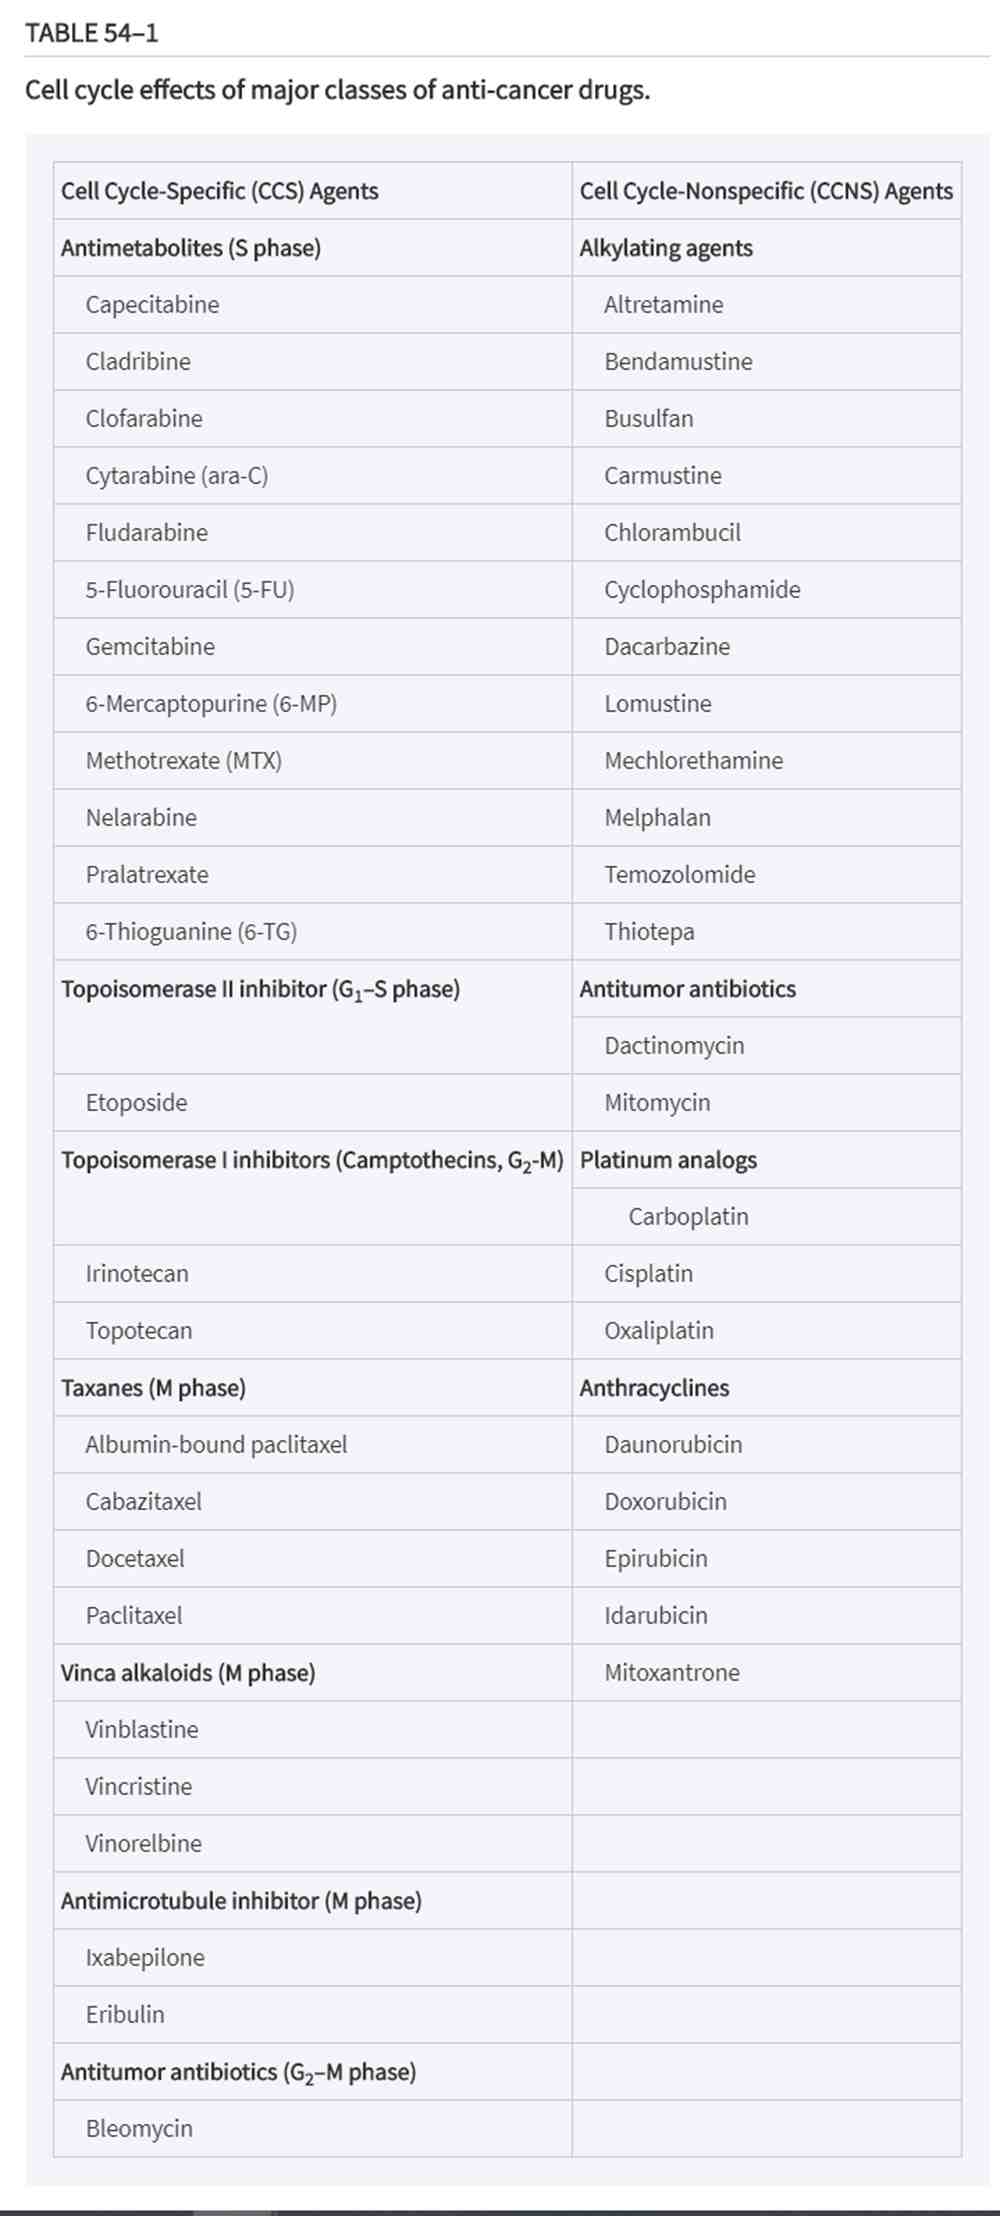 TABLE 54–1
Cell cycle effects of major classes of anti-cancer drugs.
Cell Cycle-Specific (CCS) Agents Cell Cycle-Nonspecific (CCNS) Agents
Antimetabolites (S phase) Alkylating agents
Capecitabine Altretamine
Cladribine Bendamustine
Clofarabine Busulfan
Cytarabine (ara-C) Carmustine
Fludarabine Chlorambucil
5-Fluorouracil (5-FU) Cyclophosphamide
Gemcitabine Dacarbazine
6-Mercaptopurine (6-MP) Lomustine
Methotrexate (MTX) Mechlorethamine
Nelarabine Melphalan
Pralatrexate Temozolomide
6-Thioguanine (6-TG) Thiotepa
Topoisomerase II inhibitor (G₁–S phase) Antitumor antibiotics
Dactinomycin
Etoposide Mitomycin
Topoisomerase I inhibitors (Camptothecins, G₂-M) Platinum analogs
Carboplatin
Irinotecan Cisplatin
Topotecan Oxaliplatin
Taxanes (M phase) Anthracyclines
Albumin-bound paclitaxel Daunorubicin
Cabazitaxel Doxorubicin
Docetaxel Epirubicin
Paclitaxel Idarubicin
Vinca alkaloids (M phase) Mitoxantrone
Vinblastine
Vincristine
Vinorelbine
Antimicrotubule inhibitor (M phase)
Ixabepilone
Eribulin
Antitumor antibiotics (G₂–M phase)
Bleomycin